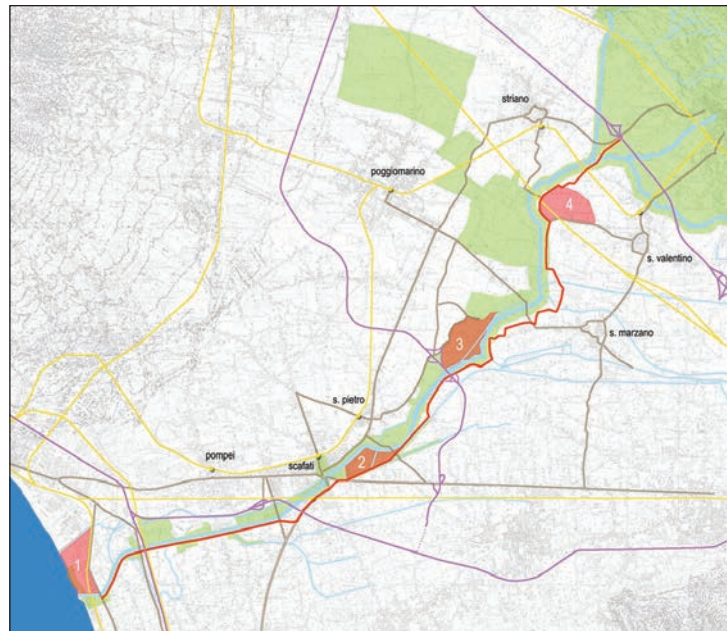 striano
poggiomarino
4
s. valentino
s. marzano
3
s. pietro
pompei
scafati
2
1